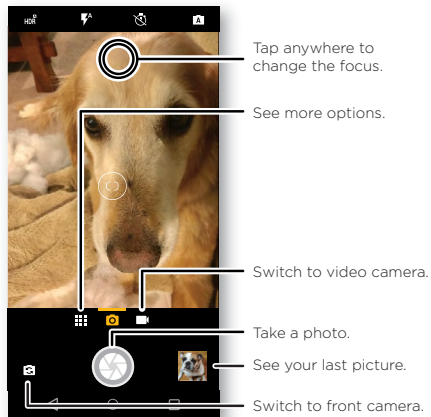 HDR
A
A
Tap anywhere to
change the focus.
See more options.
Switch to video camera.
Take a photo.
See your last picture.
Switch to front camera.